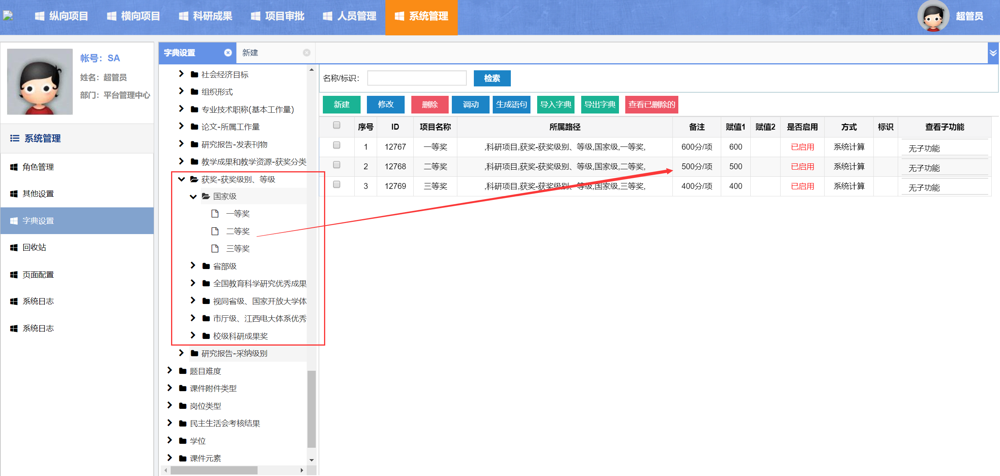 纵向项目 横向项目 科研成果 项目审批 人员管理 系统管理 超管员
帐号：SA
姓名：超管员
部门：平台管理中心
系统管理
角色管理
其他设置
字典设置
回收站
页面配置
系统日志
系统日志
字典设置 新建
社会经济目标
组织形式
专业技术职称(基本工作量)
论文-所属工作量
研究报告-发表刊物
教学成果和教学资源-获奖分类
获奖-获奖级别、等级
国家级
一等奖
二等奖
三等奖
省部级
全国教育科学研究优秀成果
视同省级、国家开放大学体
市厅级、江西电大体系优秀
校级科研成果奖
研究报告-采纳级别
题目难度
课件附件类型
岗位类型
民主生活会考核结果
学位
课件元素
名称/标识： 检索
新建 修改 删除 调动 生成语句 导入字典 导出字典 查看已删除的
序号 ID 项目名称 所属路径 备注 赋值1 赋值2 是否启用 方式 标识 查看子功能
1 12767 一等奖 ,科研项目,获奖-获奖级别、等级,国家级,一等奖, 600分/项 600 已启用 系统计算 无子功能
2 12768 二等奖 ,科研项目,获奖-获奖级别、等级,国家级,二等奖, 500分/项 500 已启用 系统计算 无子功能
3 12769 三等奖 ,科研项目,获奖-获奖级别、等级,国家级,三等奖, 400分/项 400 已启用 系统计算 无子功能